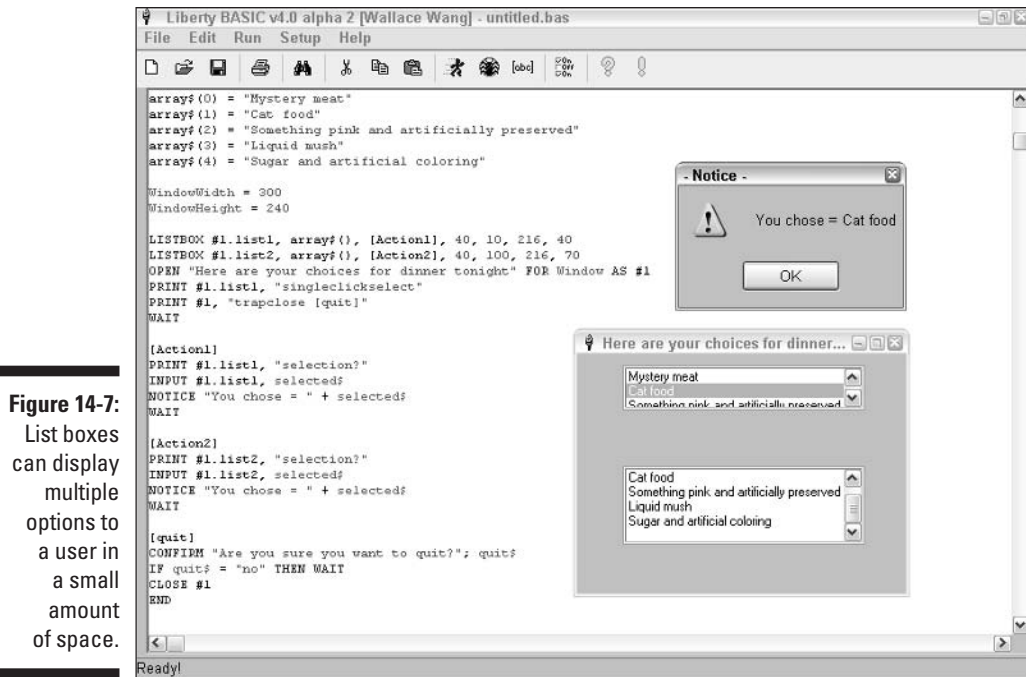 Liberty BASIC v4.0 alpha 2 [Wallace Wang] - untitled.bas
File Edit Run Setup Help
[abc]
array$(0) = "Mystery meat"
array$(1) = "Cat food"
array$(2) = "Something pink and artificially preserved"
array$(3) = "Liquid mush"
array$(4) = "Sugar and artificial coloring"
WindowWidth = 300
WindowHeight = 240
LISTBOX #1.list1, array$(), [Action1], 40, 10, 216, 40
LISTBOX #1.list2, array$(), [Action2], 40, 100, 216, 70
OPEN "Here are your choices for dinner tonight" FOR Window AS #1
PRINT #1.list1, "singleclickselect"
PRINT #1, "trapclose [quit]"
WAIT
[Action1]
PRINT #1.list1, "selection?"
INPUT #1.list1, selected$
NOTICE "You chose = " + selected$
WAIT
[Action2]
PRINT #1.list2, "selection?"
INPUT #1.list2, selected$
NOTICE "You chose = " + selected$
WAIT
[quit]
CONFIRM "Are you sure you want to quit?"; quit$
IF quit$ = "no" THEN WAIT
CLOSE #1
END
- Notice -
You chose = Cat food
OK
Here are your choices for dinner...
Mystery meat
Cat food
Something pink and artificially preserved
Cat food
Something pink and artificially preserved
Liquid mush
Sugar and artificial coloring
Ready!
Figure 14-7:
List boxes
can display
multiple
options to
a user in
a small
amount
of space.